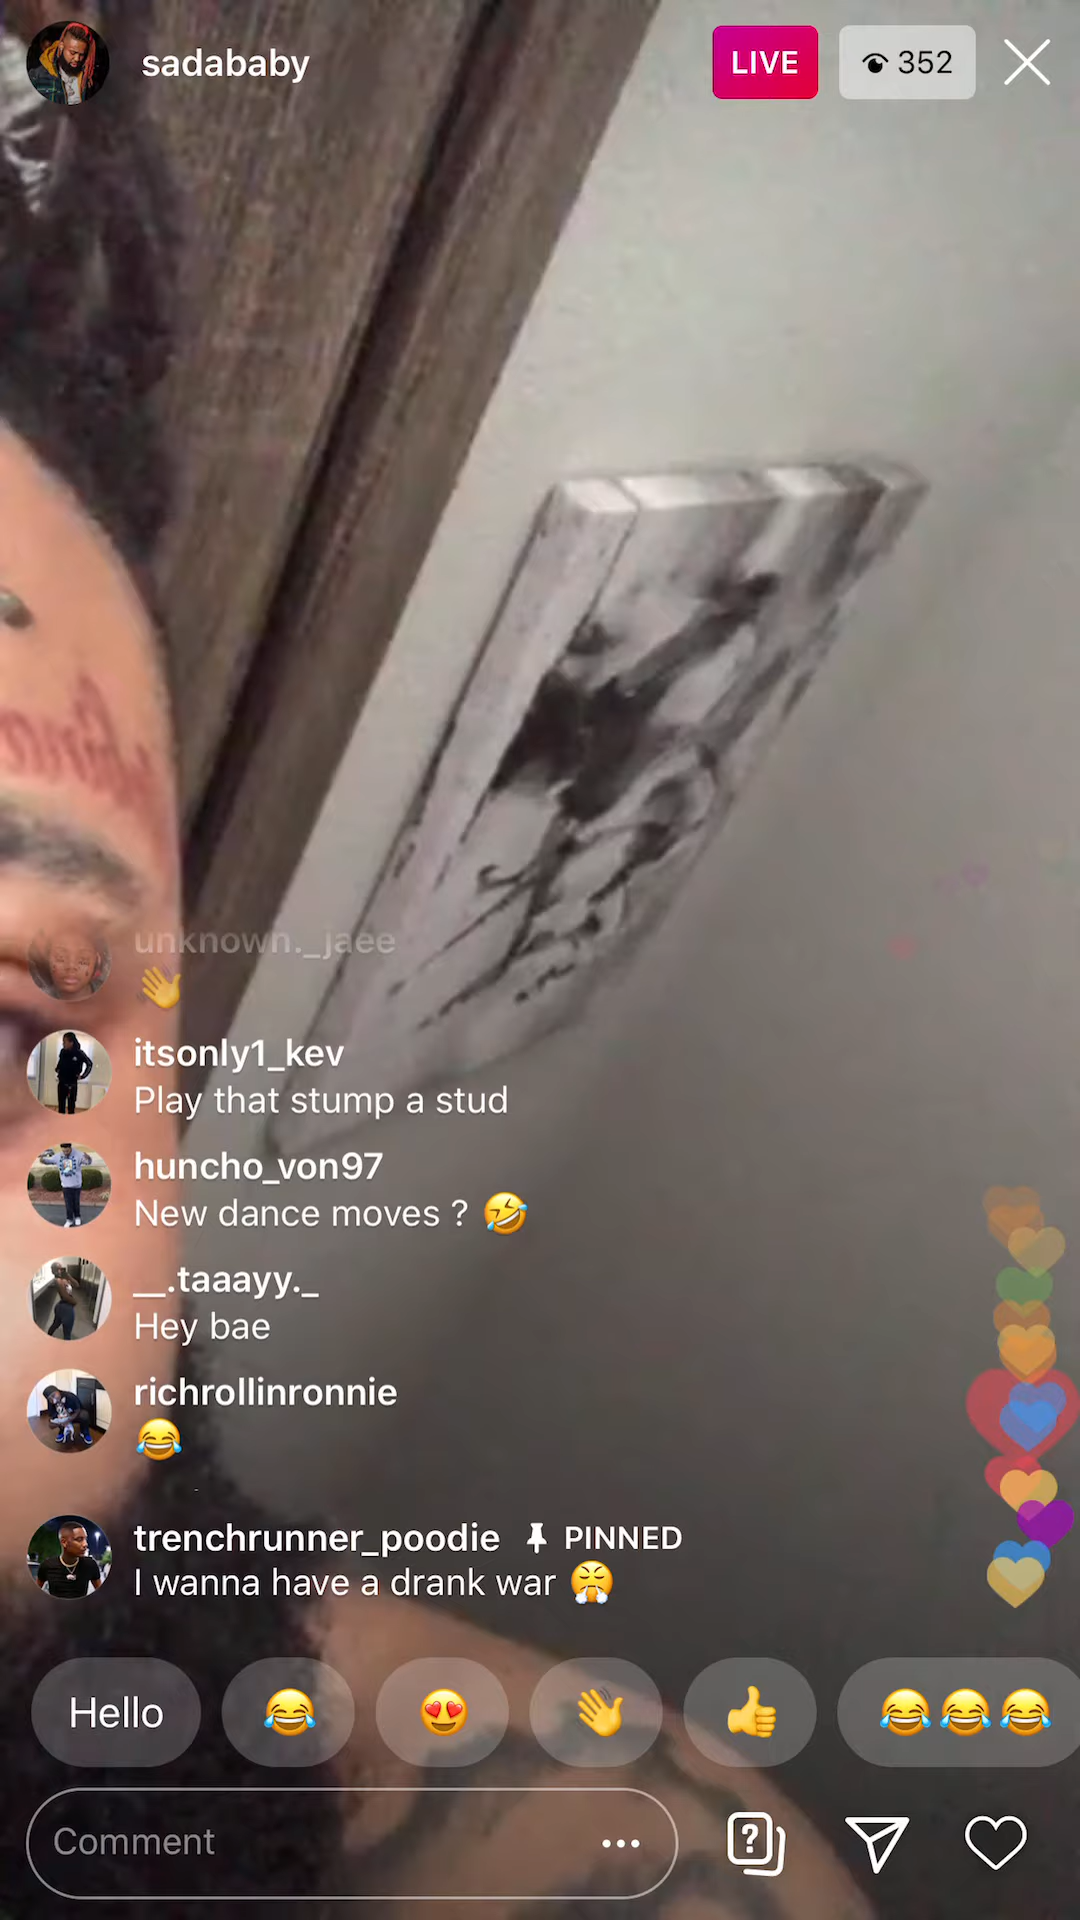 sadababy
LIVE
352
unknown._jaee
👋
itsonly1_kev
Play that stump a stud
huncho_von97
New dance moves ? 🤣
__.taaayy._
Hey bae
richrollinronnie
😂
trenchrunner_poodie PINNED
I wanna have a drank war 😤
Hello 😂 😍 👋 👍 😂😂😂
Comment